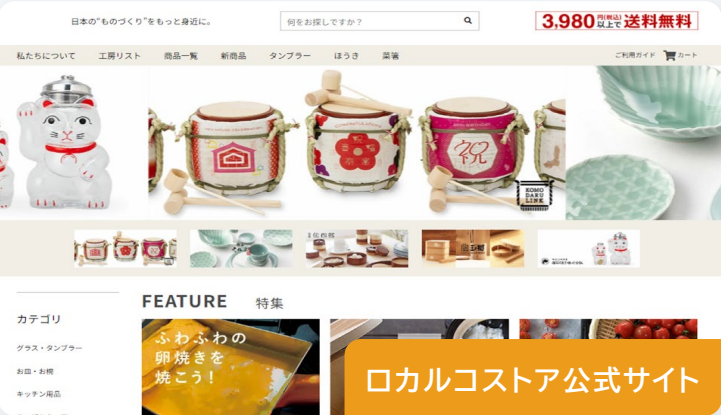 日本の“ものづくり”をもっと身近に。
何をお探しですか？
3,980円(税込)以上で送料無料
私たちについて 工房リスト 商品一覧 新商品 タンブラー ほうき 菜箸
ご利用ガイド カート
祝
KOMODARU LINK
FEATURE 特集
カテゴリ
グラス・タンブラー
お皿・お椀
キッチン用品
ふわふわの
卵焼きを
焼こう！
ロカルコストア公式サイト